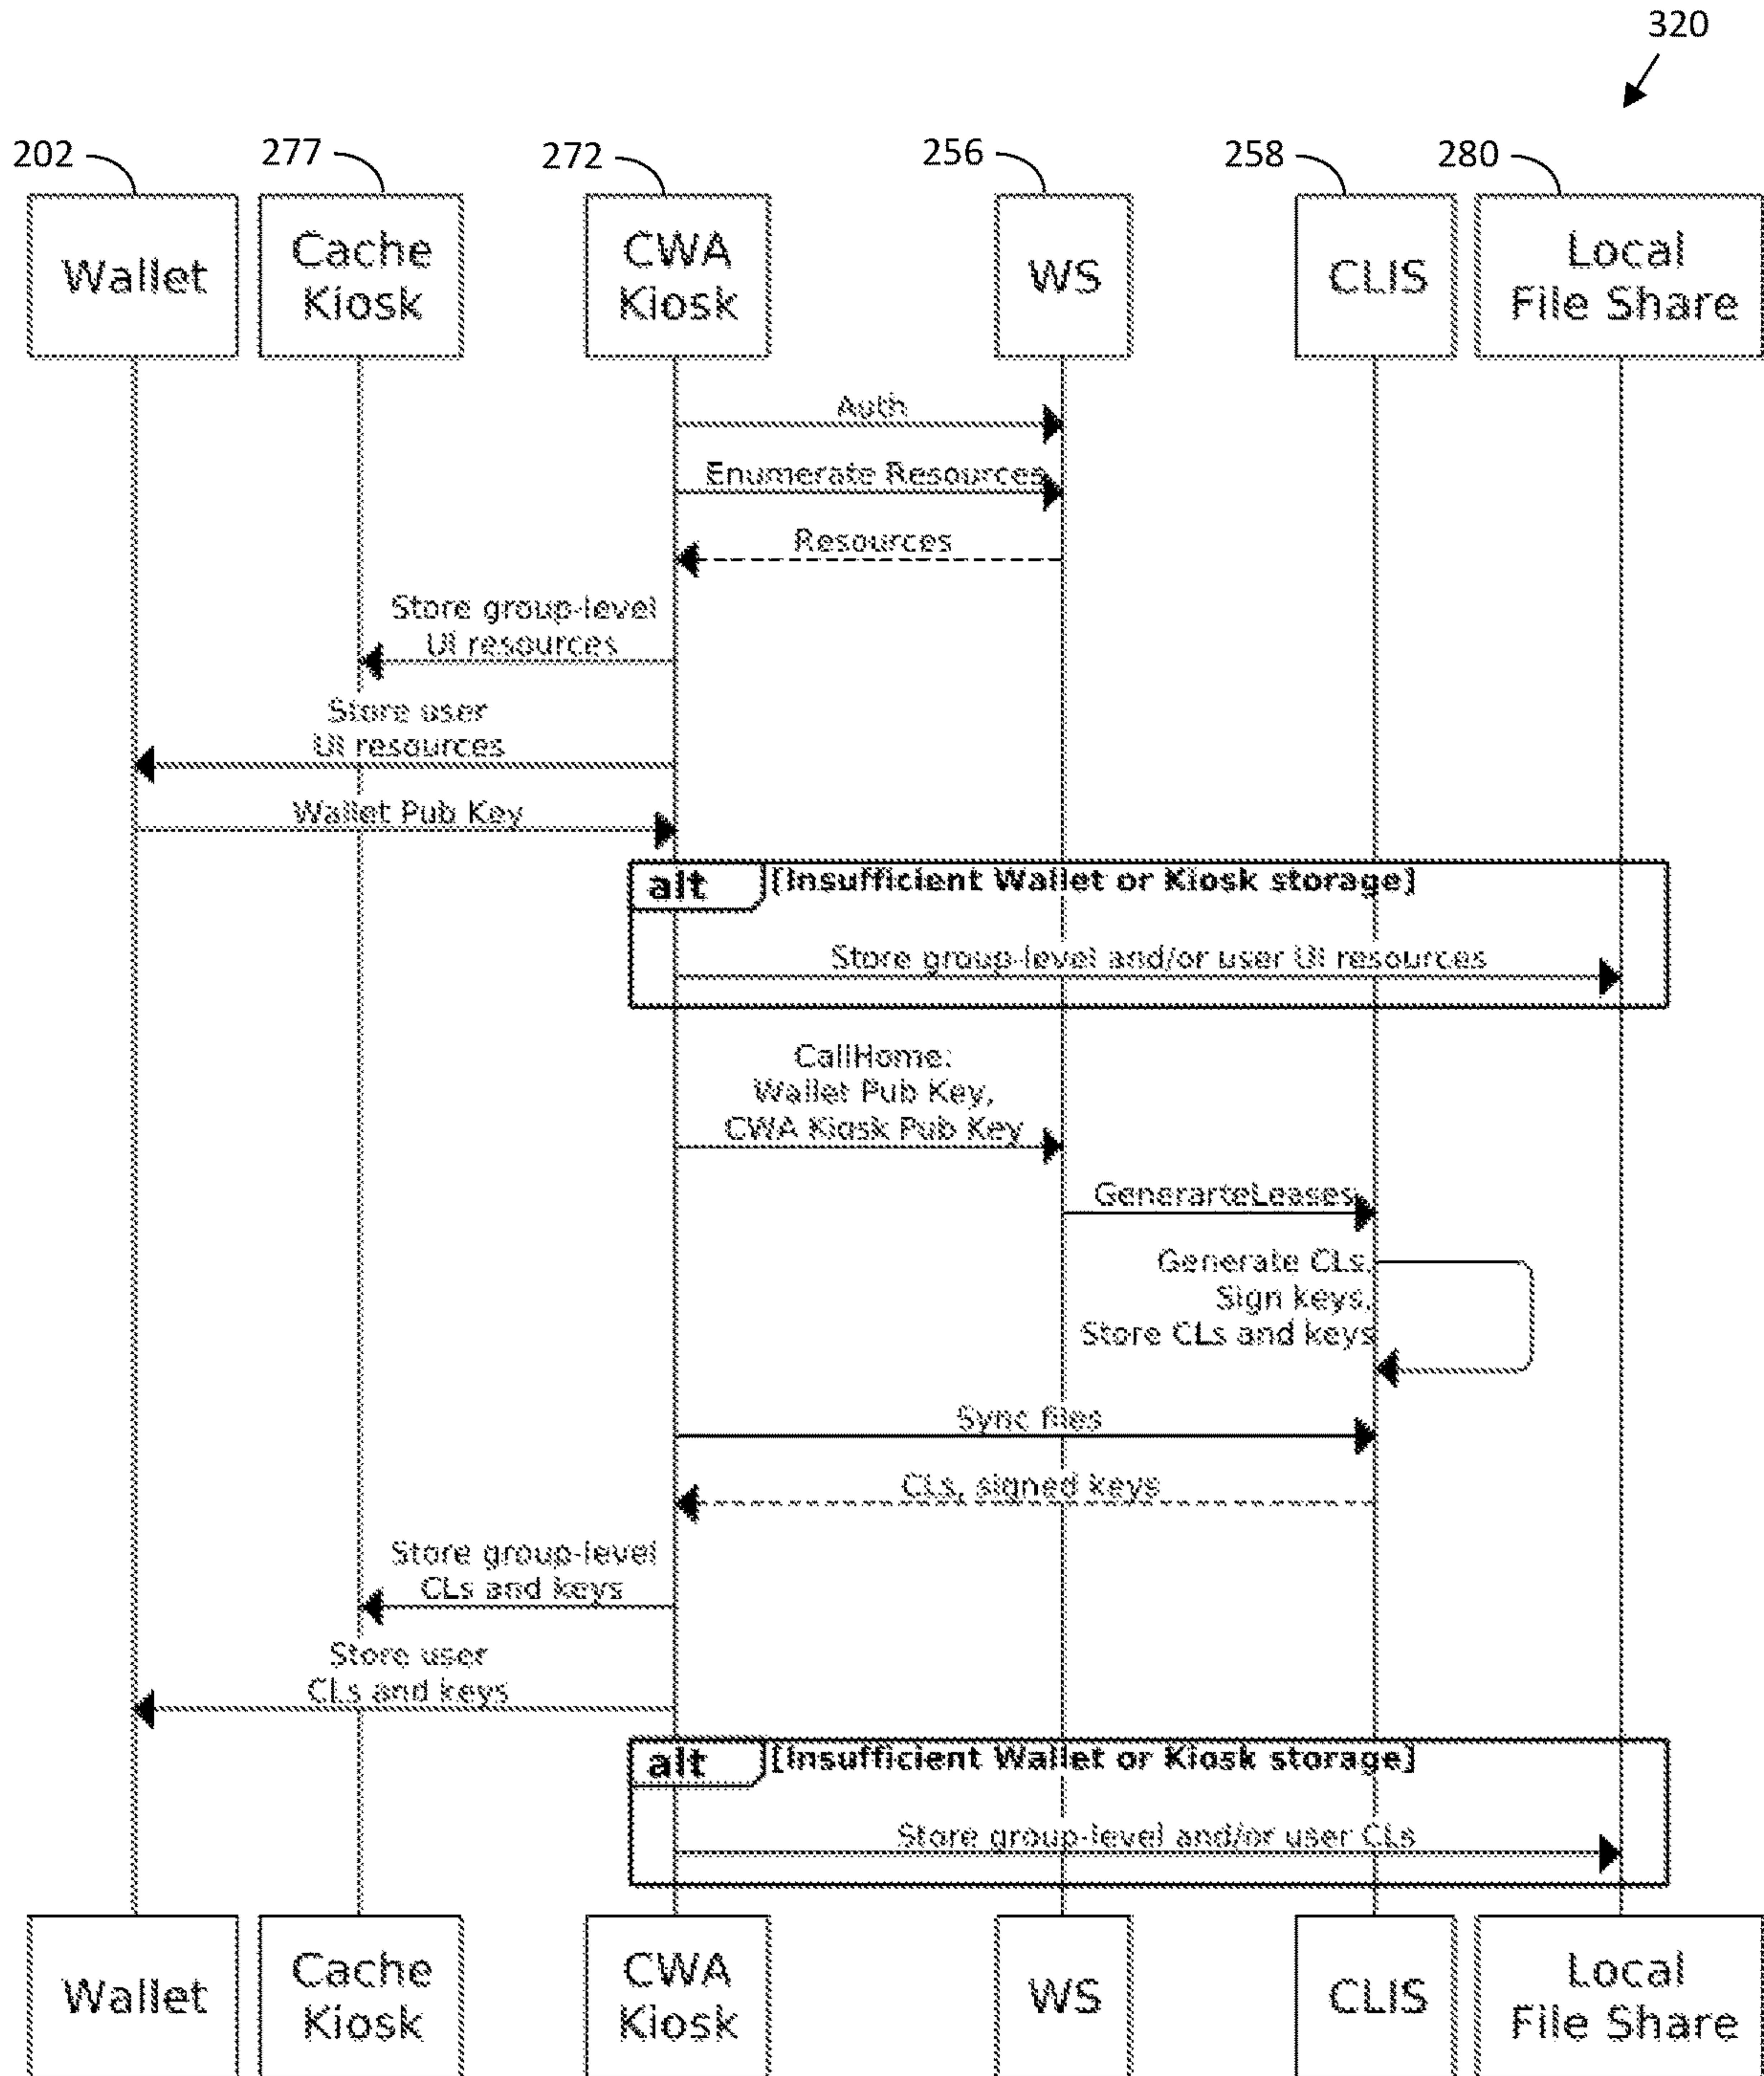 320
202
277
272
256
258
280
Wallet
Cache
Kiosk
CWA
Kiosk
WS
CLIS
Local
File Share
Auth
Enumerate Resources
Resources
Store group-level
UI resources
Store user
UI resources
Wallet Pub Key
alt
[Insufficient Wallet or Kiosk storage]
Store group-level and/or user UI resources
CallHome:
Wallet Pub Key,
CWA Kiosk Pub Key
GenerarteLeases
Generate CLs,
Sign keys,
Store CLs and keys
Sync files
CLs, signed keys
Store group-level
CLs and keys
Store user
CLs and keys
alt
[Insufficient Wallet or Kiosk storage]
Store group-level and/or user CLs
Wallet
Cache
Kiosk
CWA
Kiosk
WS
CLIS
Local
File Share